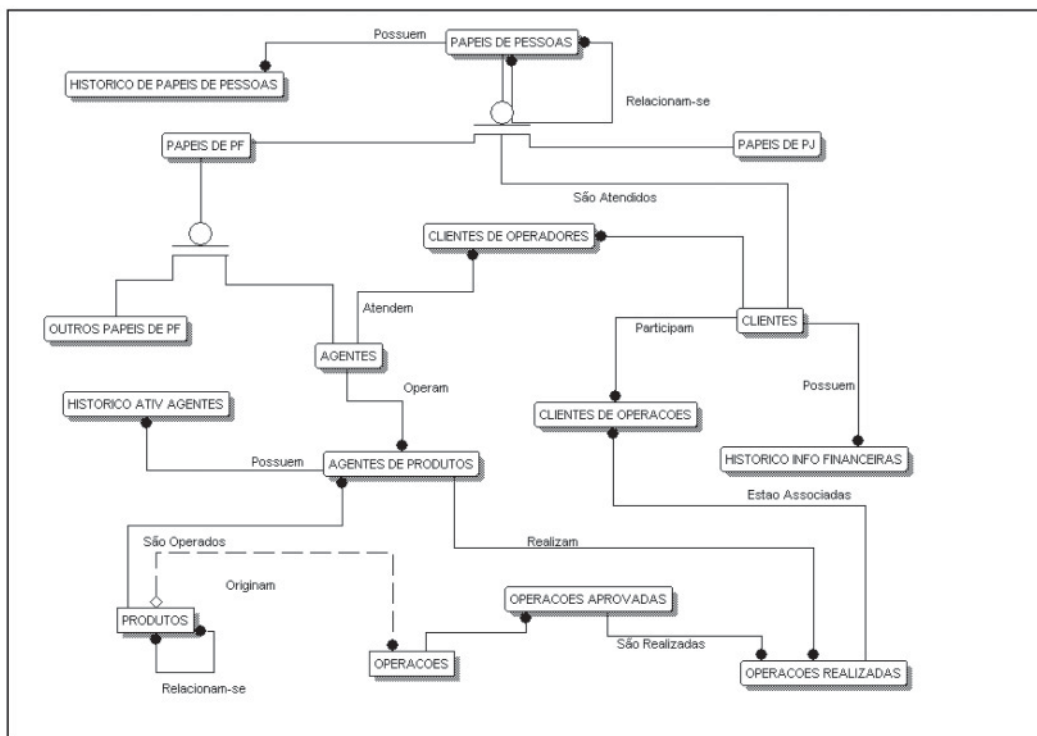 Possuem
PAPEIS DE PESSOAS
HISTORICO DE PAPEIS DE PESSOAS
Relacionam-se
PAPEIS DE PF
PAPEIS DE PJ
São Atendidos
CLIENTES DE OPERADORES
Atendem
OUTROS PAPEIS DE PF
AGENTES
Participam
CLIENTES
Operam
Possuem
HISTORICO ATIV AGENTES
CLIENTES DE OPERACOES
Possuem
AGENTES DE PRODUTOS
HISTORICO INFO FINANCEIRAS
Estao Associadas
São Operados
Realizam
Originam
OPERACOES APROVADAS
PRODUTOS
São Realizadas
OPERACOES
OPERACOES REALIZADAS
Relacionam-se